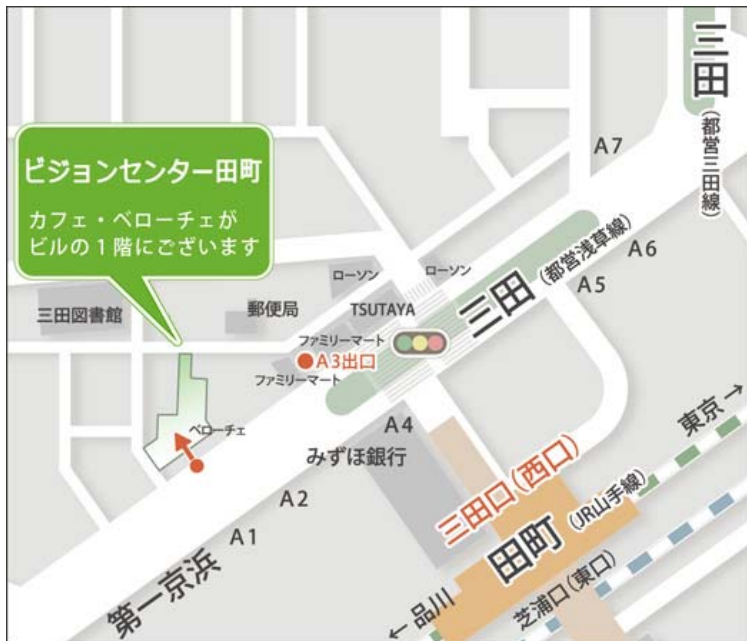 三田
(都営三田線)
A7
ビジョンセンター田町
カフェ・ベローチェが
ビルの1階にございます
A6
A5
三田
(都営浅草線)
ローソン
ローソン
三田図書館
郵便局
TSUTAYA
ファミリーマート
A3出口
ファミリーマート
東京→
A4
ベローチェ
みずほ銀行
三田口(西口)
A2
A1
田町
(JR山手線)
第一京浜
←品川
芝浦口(東口)